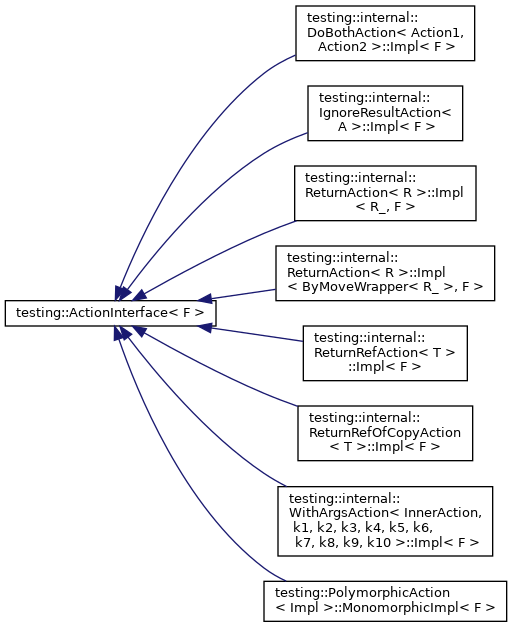 testing::internal::
DoBothAction< Action1,
Action2 >::Impl< F >
testing::internal::
IgnoreResultAction<
A >::Impl< F >
testing::internal::
ReturnAction< R >::Impl
< R_, F >
testing::internal::
ReturnAction< R >::Impl
< ByMoveWrapper< R_ >, F >
testing::ActionInterface< F >
testing::internal::
ReturnRefAction< T >
::Impl< F >
testing::internal::
ReturnRefOfCopyAction
< T >::Impl< F >
testing::internal::
WithArgsAction< InnerAction,
k1, k2, k3, k4, k5, k6,
k7, k8, k9, k10 >::Impl< F >
testing::PolymorphicAction
< Impl >::MonomorphicImpl< F >